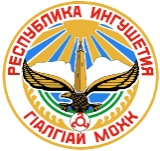 РЕСПУБЛИКА ИНГУШЕТИЯ
ГIАЛГIАЙ МОХК